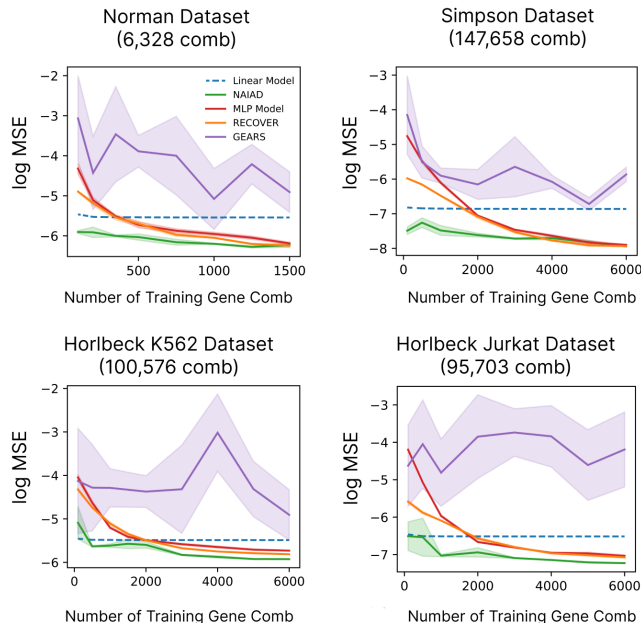 Norman Dataset
(6,328 comb)
Simpson Dataset
(147,658 comb)
log MSE
−2
−3
−4
−5
−6
Linear Model
NAIAD
MLP Model
RECOVER
GEARS
500
1000
1500
Number of Training Gene Comb
log MSE
−3
−4
−5
−6
−7
−8
0
2000
4000
6000
Number of Training Gene Comb
Horlbeck K562 Dataset
(100,576 comb)
Horlbeck Jurkat Dataset
(95,703 comb)
log MSE
−2
−3
−4
−5
−6
0
2000
4000
6000
Number of Training Gene Comb
log MSE
−3
−4
−5
−6
−7
0
2000
4000
6000
Number of Training Gene Comb